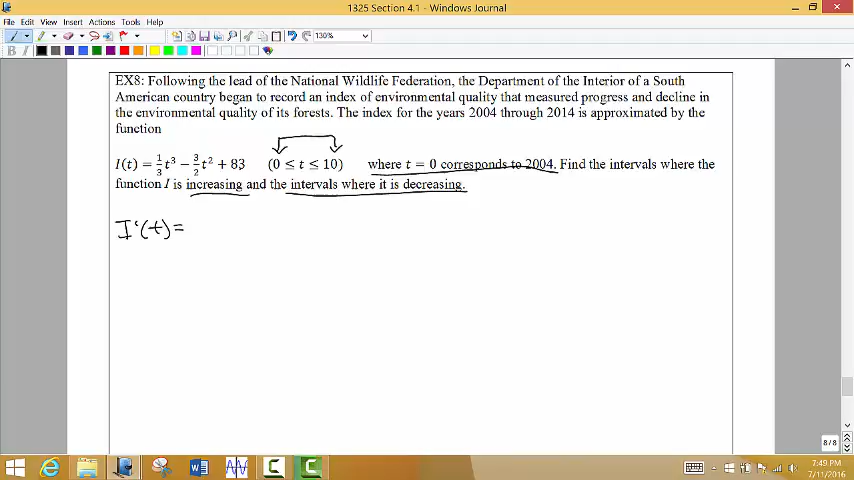 1325 Section 4.1 - Windows Journal
File Edit View Insert Actions Tools Help
B I 130%
EX8: Following the lead of the National Wildlife Federation, the Department of the Interior of a South
American country began to record an index of environmental quality that measured progress and decline in
the environmental quality of its forests. The index for the years 2004 through 2014 is approximated by the
function
I(t) = 1/3 t³ − 3/2 t² + 83 (0 ≤ t ≤ 10) where t = 0 corresponds to 2004. Find the intervals where the
function I is increasing and the intervals where it is decreasing.
I'(t)=
8/8
7:49 PM
7/11/2016